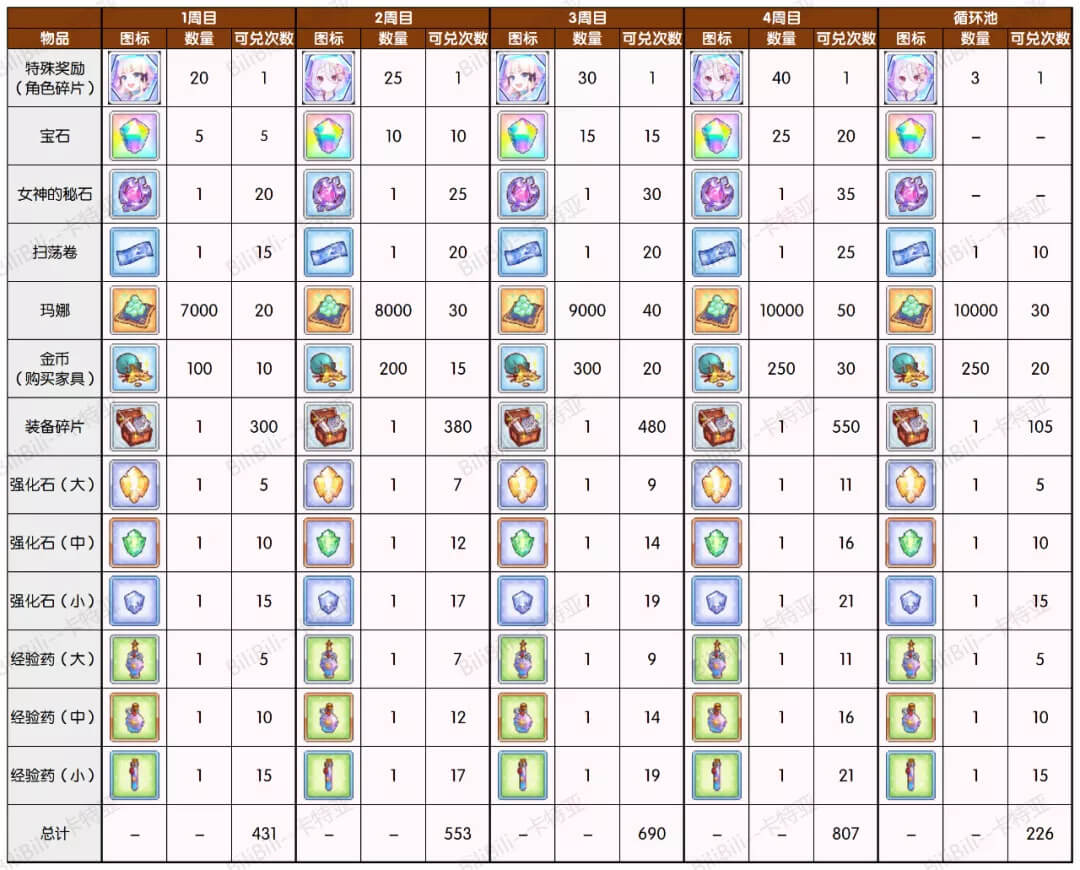 1周目 2周目 3周目 4周目 循环池
物品 图标 数量 可兑次数 图标 数量 可兑次数 图标 数量 可兑次数 图标 数量 可兑次数 图标 数量 可兑次数
特殊奖励
（角色碎片） 20 1 25 1 30 1 40 1 3 1
宝石 5 5 10 10 15 15 25 20 – –
女神的秘石 1 20 1 25 1 30 1 35 – –
扫荡卷 1 15 1 20 1 20 1 25 1 10
玛娜 7000 20 8000 30 9000 40 10000 50 10000 30
金币
（购买家具） 100 10 200 15 300 20 250 30 250 20
装备碎片 1 300 1 380 1 480 1 550 1 105
强化石（大） 1 5 1 7 1 9 1 11 1 5
强化石（中） 1 10 1 12 1 14 1 16 1 10
强化石（小） 1 15 1 17 1 19 1 21 1 15
经验药（大） 1 5 1 7 1 9 1 11 1 5
经验药（中） 1 10 1 12 1 14 1 16 1 10
经验药（小） 1 15 1 17 1 19 1 21 1 15
总计 – – 431 – – 553 – – 690 – – 807 – – 226
BiliBili--卡特亚